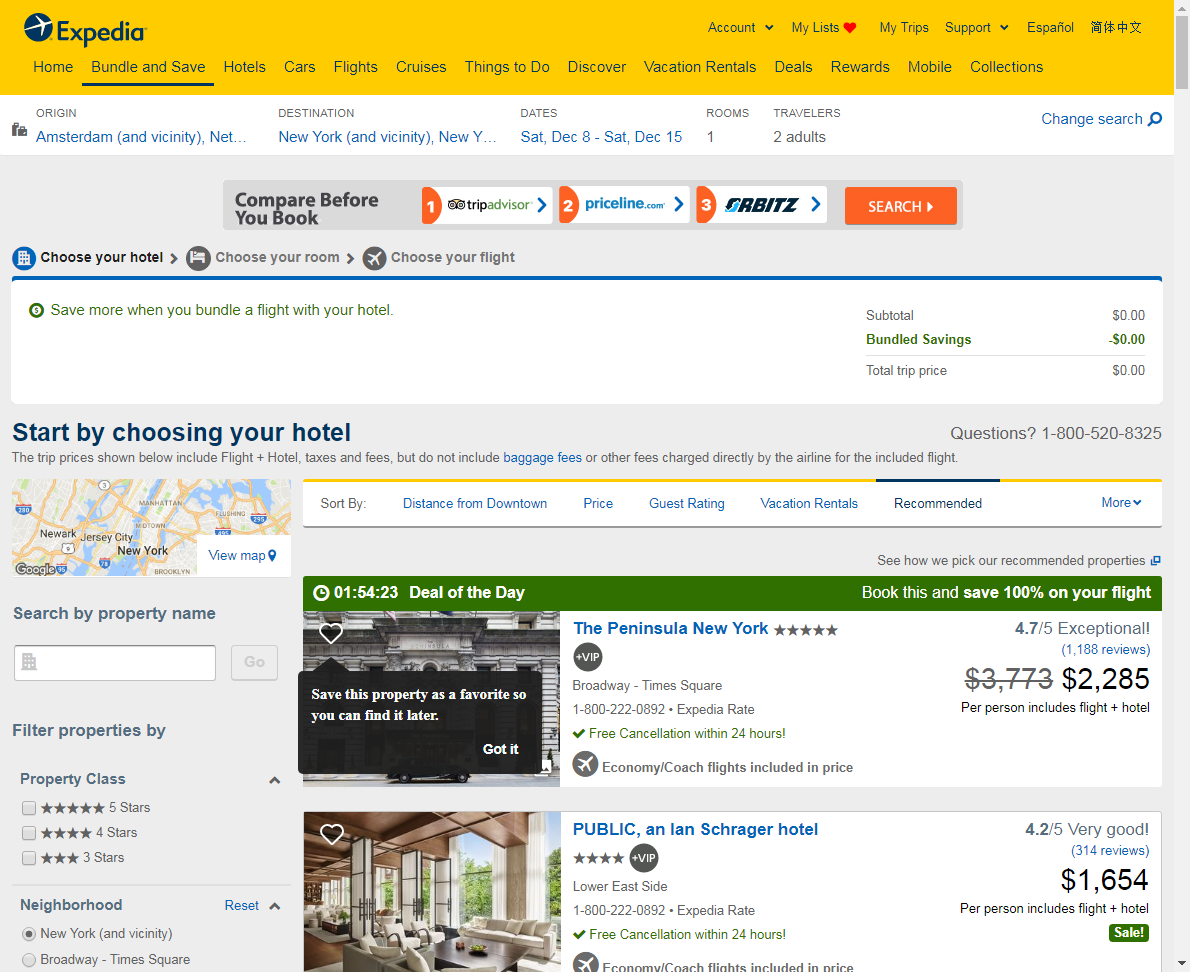 Expedia
Account
My Lists
My Trips
Support
Español
简体中文
Home
Bundle and Save
Hotels
Cars
Flights
Cruises
Things to Do
Discover
Vacation Rentals
Deals
Rewards
Mobile
Collections
ORIGIN
Amsterdam (and vicinity), Net...
DESTINATION
New York (and vicinity), New Y...
DATES
Sat, Dec 8 - Sat, Dec 15
ROOMS
1
TRAVELERS
2 adults
Change search
Compare Before
You Book
1 tripadvisor
2 priceline.com
3 ORBITZ
SEARCH
Choose your hotel
Choose your room
Choose your flight
Save more when you bundle a flight with your hotel.
Subtotal $0.00
Bundled Savings -$0.00
Total trip price $0.00
Start by choosing your hotel
Questions? 1-800-520-8325
The trip prices shown below include Flight + Hotel, taxes and fees, but do not include baggage fees or other fees charged directly by the airline for the included flight.
3
MANHATTAN
280
FLUSHING
MIDTOWN
295
495
Newark
Jersey City
9
New York
78
Google
95
BROOKLYN
View map
Sort By:
Distance from Downtown
Price
Guest Rating
Vacation Rentals
Recommended
More
See how we pick our recommended properties
Search by property name
Go
Filter properties by
Property Class
5 Stars
4 Stars
3 Stars
Neighborhood
Reset
New York (and vicinity)
Broadway - Times Square
01:54:23 Deal of the Day
Book this and save 100% on your flight
Save this property as a favorite so
you can find it later.
Got it
The Peninsula New York
+VIP
Broadway - Times Square
1-800-222-0892 • Expedia Rate
Free Cancellation within 24 hours!
Economy/Coach flights included in price
4.7/5 Exceptional!
(1,188 reviews)
$3,773 $2,285
Per person includes flight + hotel
PUBLIC, an Ian Schrager hotel
+VIP
Lower East Side
1-800-222-0892 • Expedia Rate
Free Cancellation within 24 hours!
Economy/Coach flights included in price
4.2/5 Very good!
(314 reviews)
$1,654
Per person includes flight + hotel
Sale!